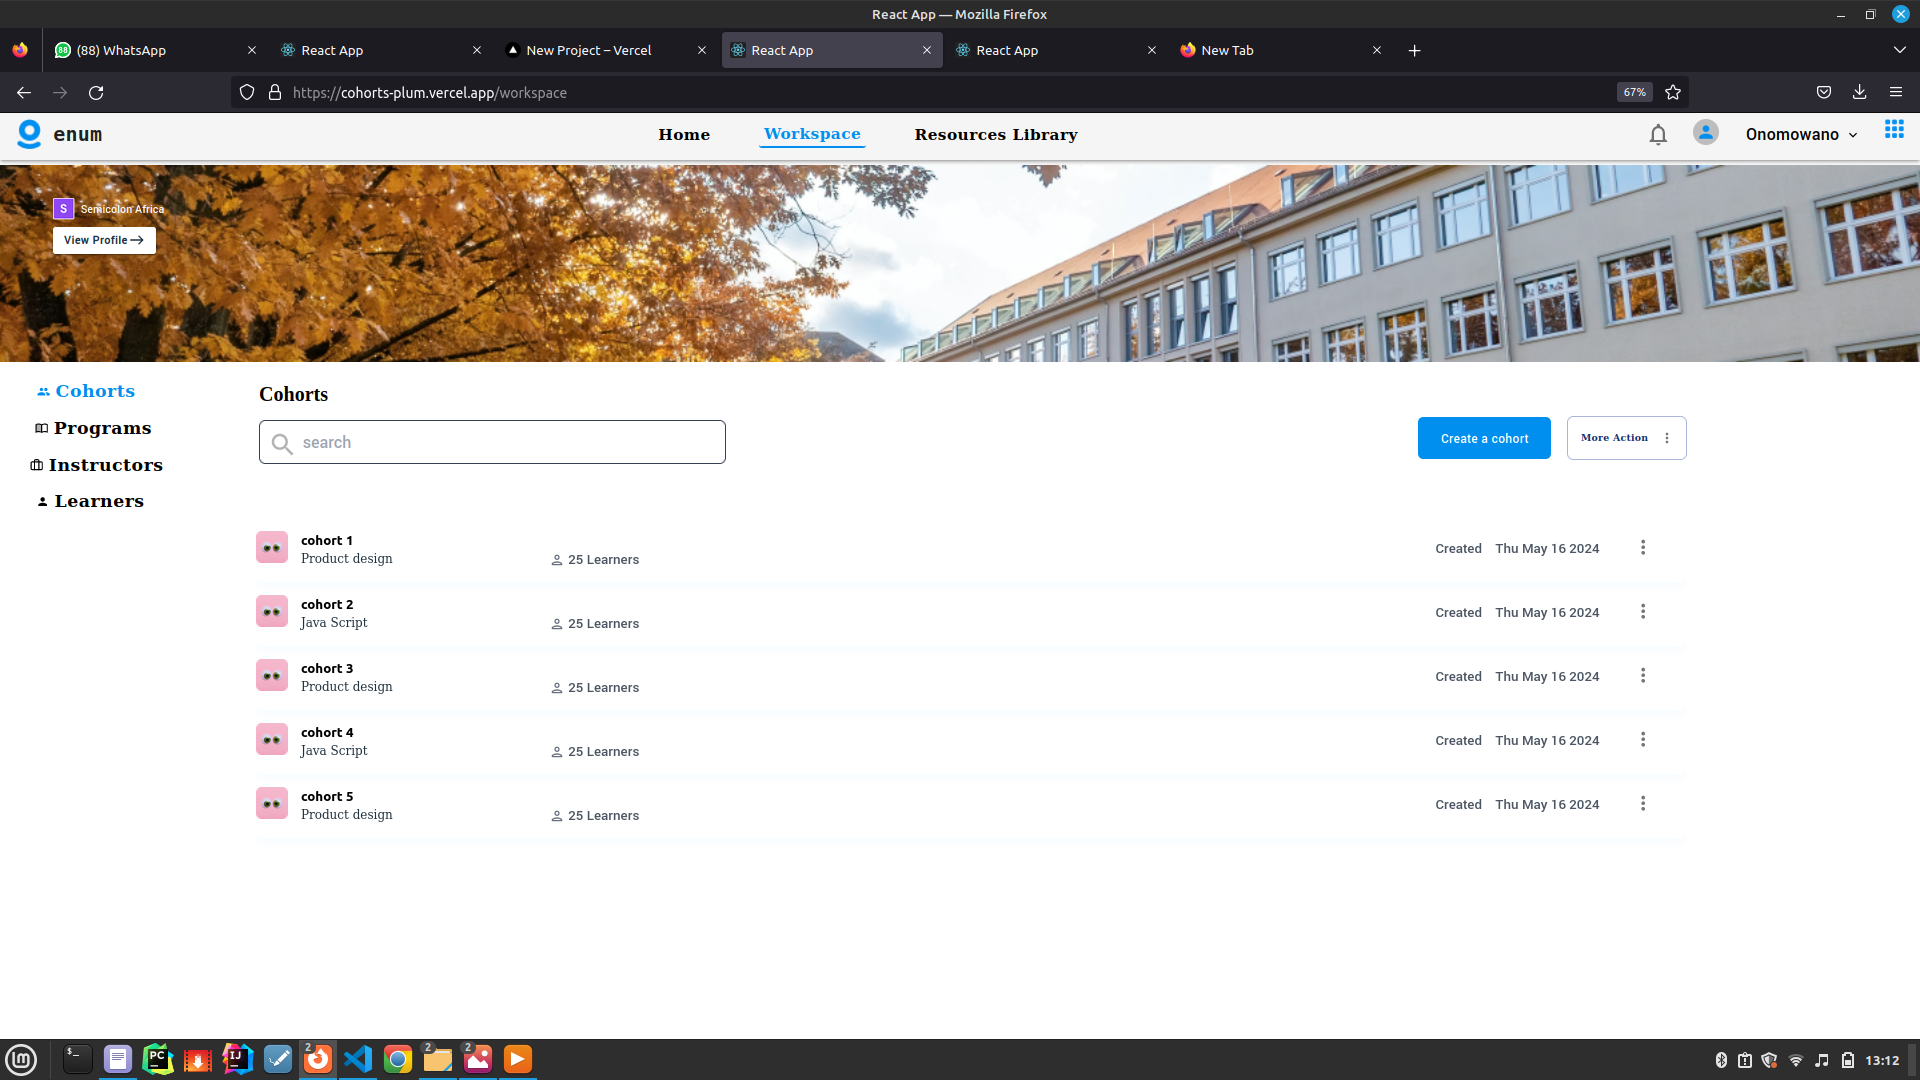 React App — Mozilla Firefox
(88) WhatsApp
React App
New Project – Vercel
React App
React App
New Tab
https://cohorts-plum.vercel.app/workspace
67%
enum
Home
Workspace
Resources Library
Onomowano
S
Semicolon Africa
View Profile
Cohorts
Programs
Instructors
Learners
Cohorts
search
Create a cohort
More Action
cohort 1
Product design
25 Learners
Created Thu May 16 2024
cohort 2
Java Script
25 Learners
Created Thu May 16 2024
cohort 3
Product design
25 Learners
Created Thu May 16 2024
cohort 4
Java Script
25 Learners
Created Thu May 16 2024
cohort 5
Product design
25 Learners
Created Thu May 16 2024
$_
PC
IJ
2
2
2
13:12